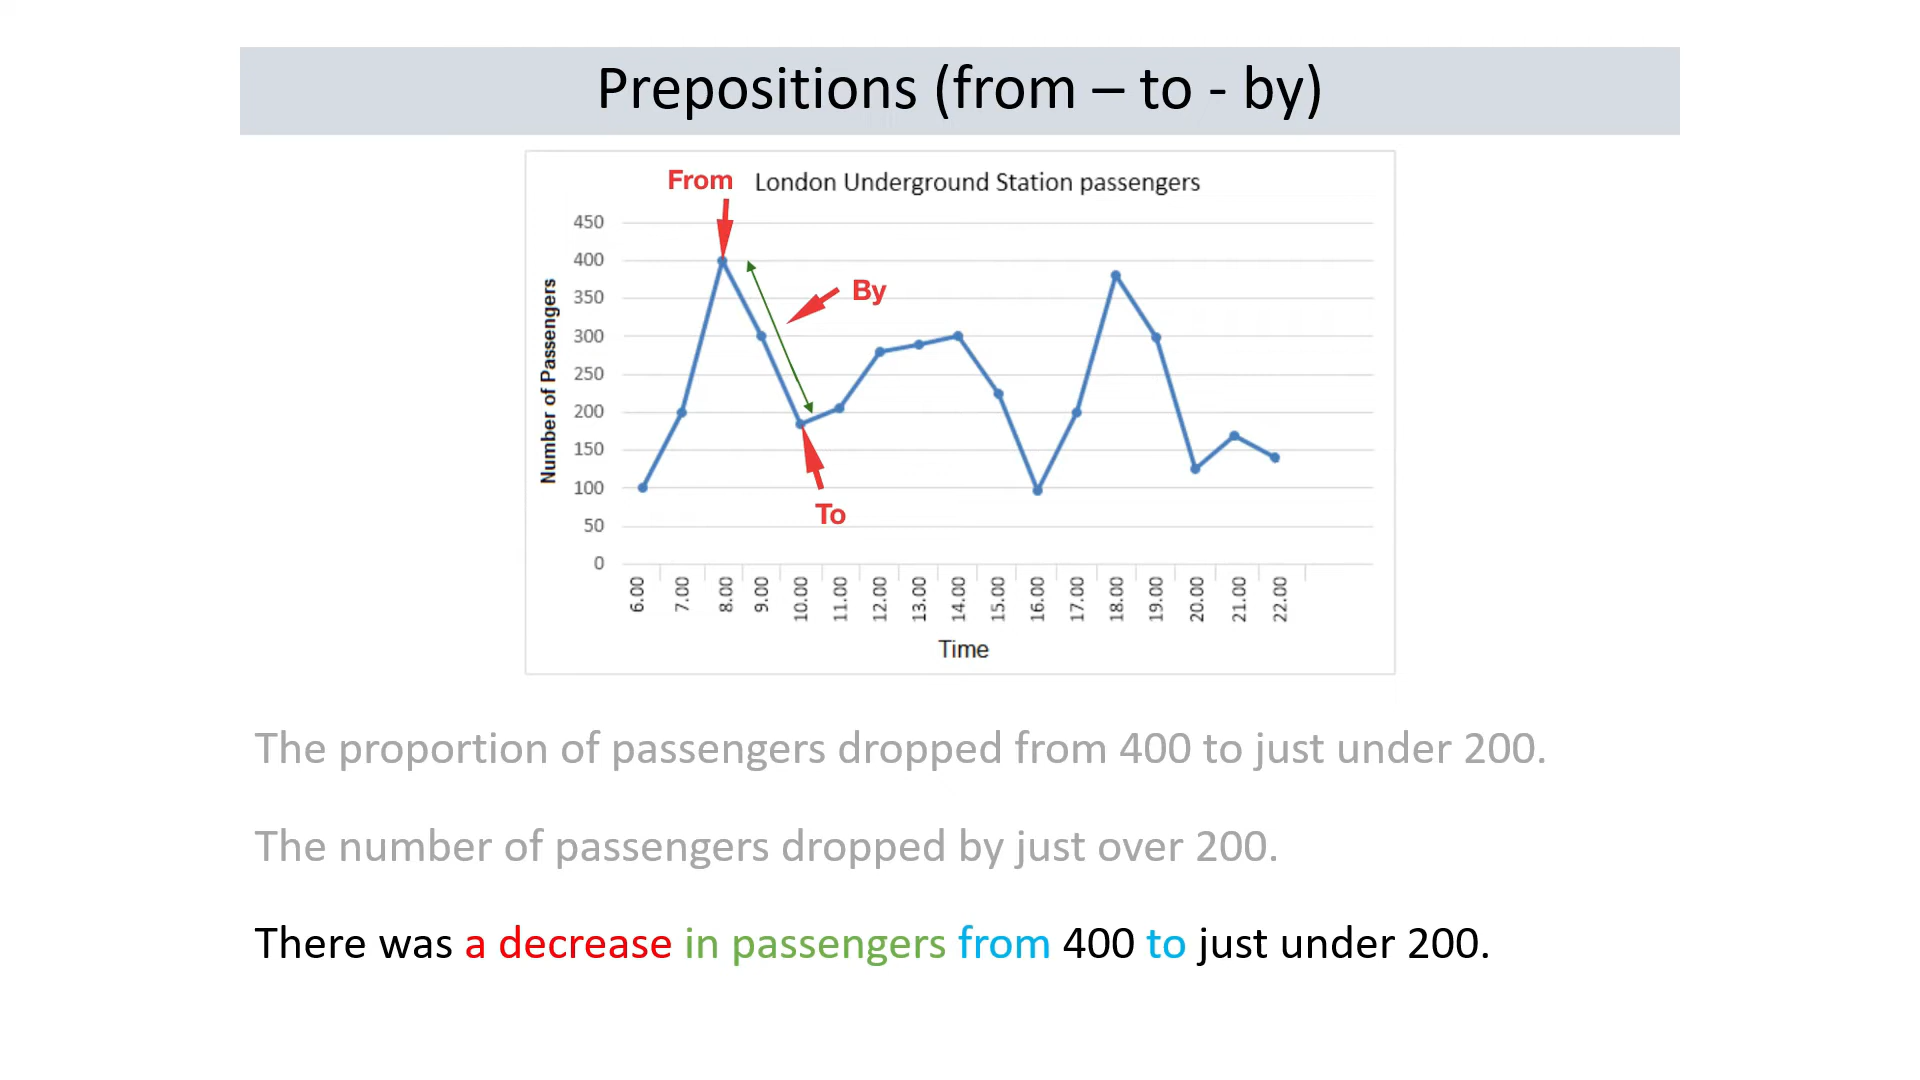 Prepositions (from – to - by)
From
London Underground Station passengers
450
400
350
300
250
200
150
100
50
0
Number of Passengers
By
To
6.00
7.00
8.00
9.00
10.00
11.00
12.00
13.00
14.00
15.00
16.00
17.00
18.00
19.00
20.00
21.00
22.00
Time
The proportion of passengers dropped from 400 to just under 200.
The number of passengers dropped by just over 200.
There was a decrease in passengers from 400 to just under 200.